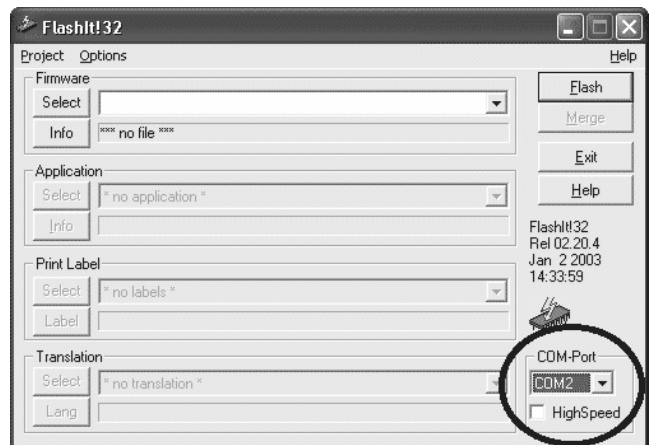 FlashIt!32
Project Options Help
Firmware
Select
Info *** no file ***
Application
Select * no application *
Info
Print Label
Select * no labels *
Label
Translation
Select * no translation *
Lang
Flash
Merge
Exit
Help
FlashIt!32
Rel 02.20.4
Jan 2 2003
14:33:59
COM-Port
COM2
HighSpeed